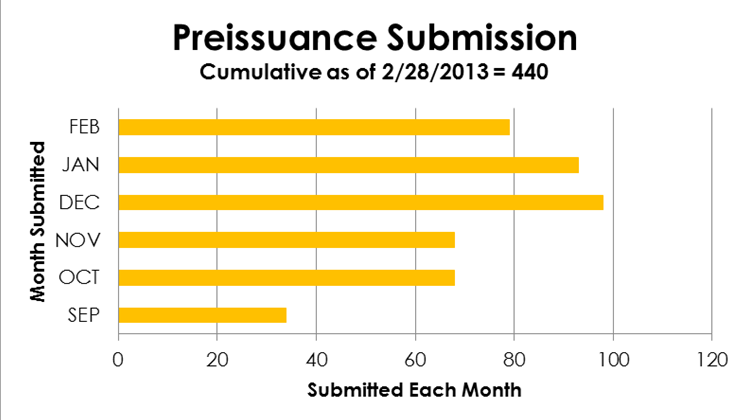 Preissuance Submission
Cumulative as of 2/28/2013 = 440
Month Submitted
FEB
JAN
DEC
NOV
OCT
SEP
0 20 40 60 80 100 120
Submitted Each Month